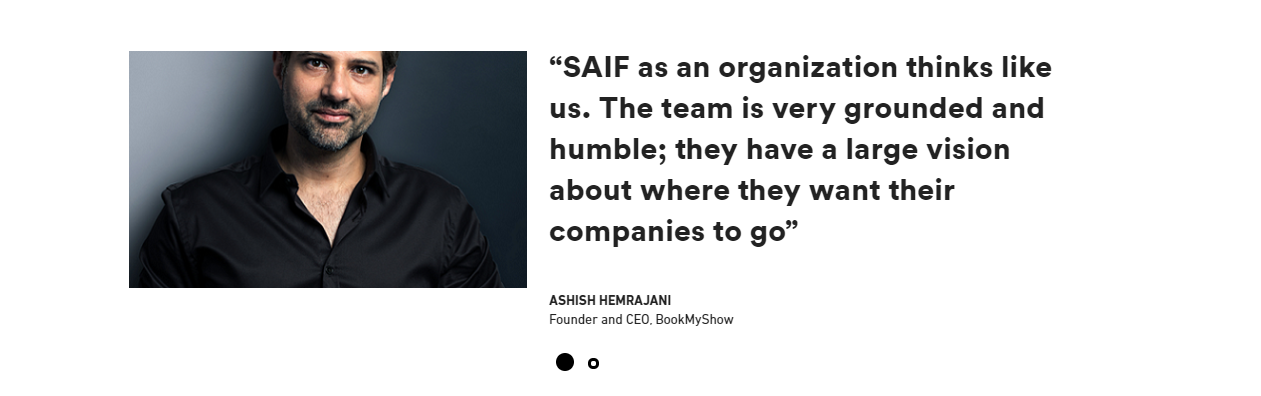 “SAIF as an organization thinks like
us. The team is very grounded and
humble; they have a large vision
about where they want their
companies to go”
ASHISH HEMRAJANI
Founder and CEO, BookMyShow